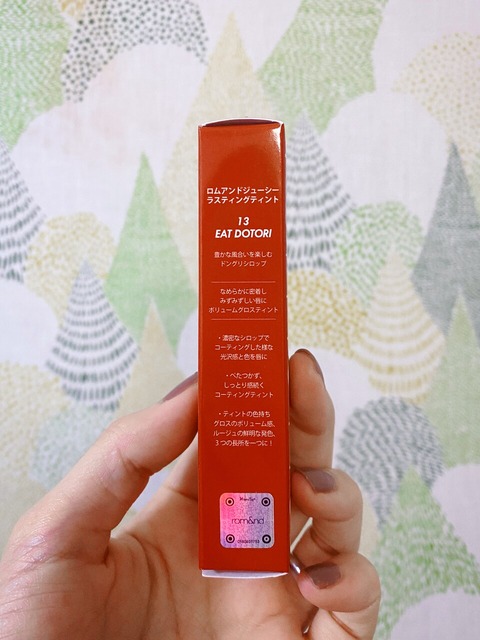 ロムアンドジューシー
ラスティングティント
13
EAT DOTORI
豊かな風合いを楽しむ
ドングリシロップ
なめらかに密着し
みずみずしい唇に
ボリュームグロスティント
・濃密なシロップで
コーティングした様な
光沢感と色を唇に
・べたつかず、
しっとり感続く
コーティングティント
・ティントの色持ち
グロスのボリューム感、
ルージュの鮮明な発色、
3つの長所を一つに！
rom&nd